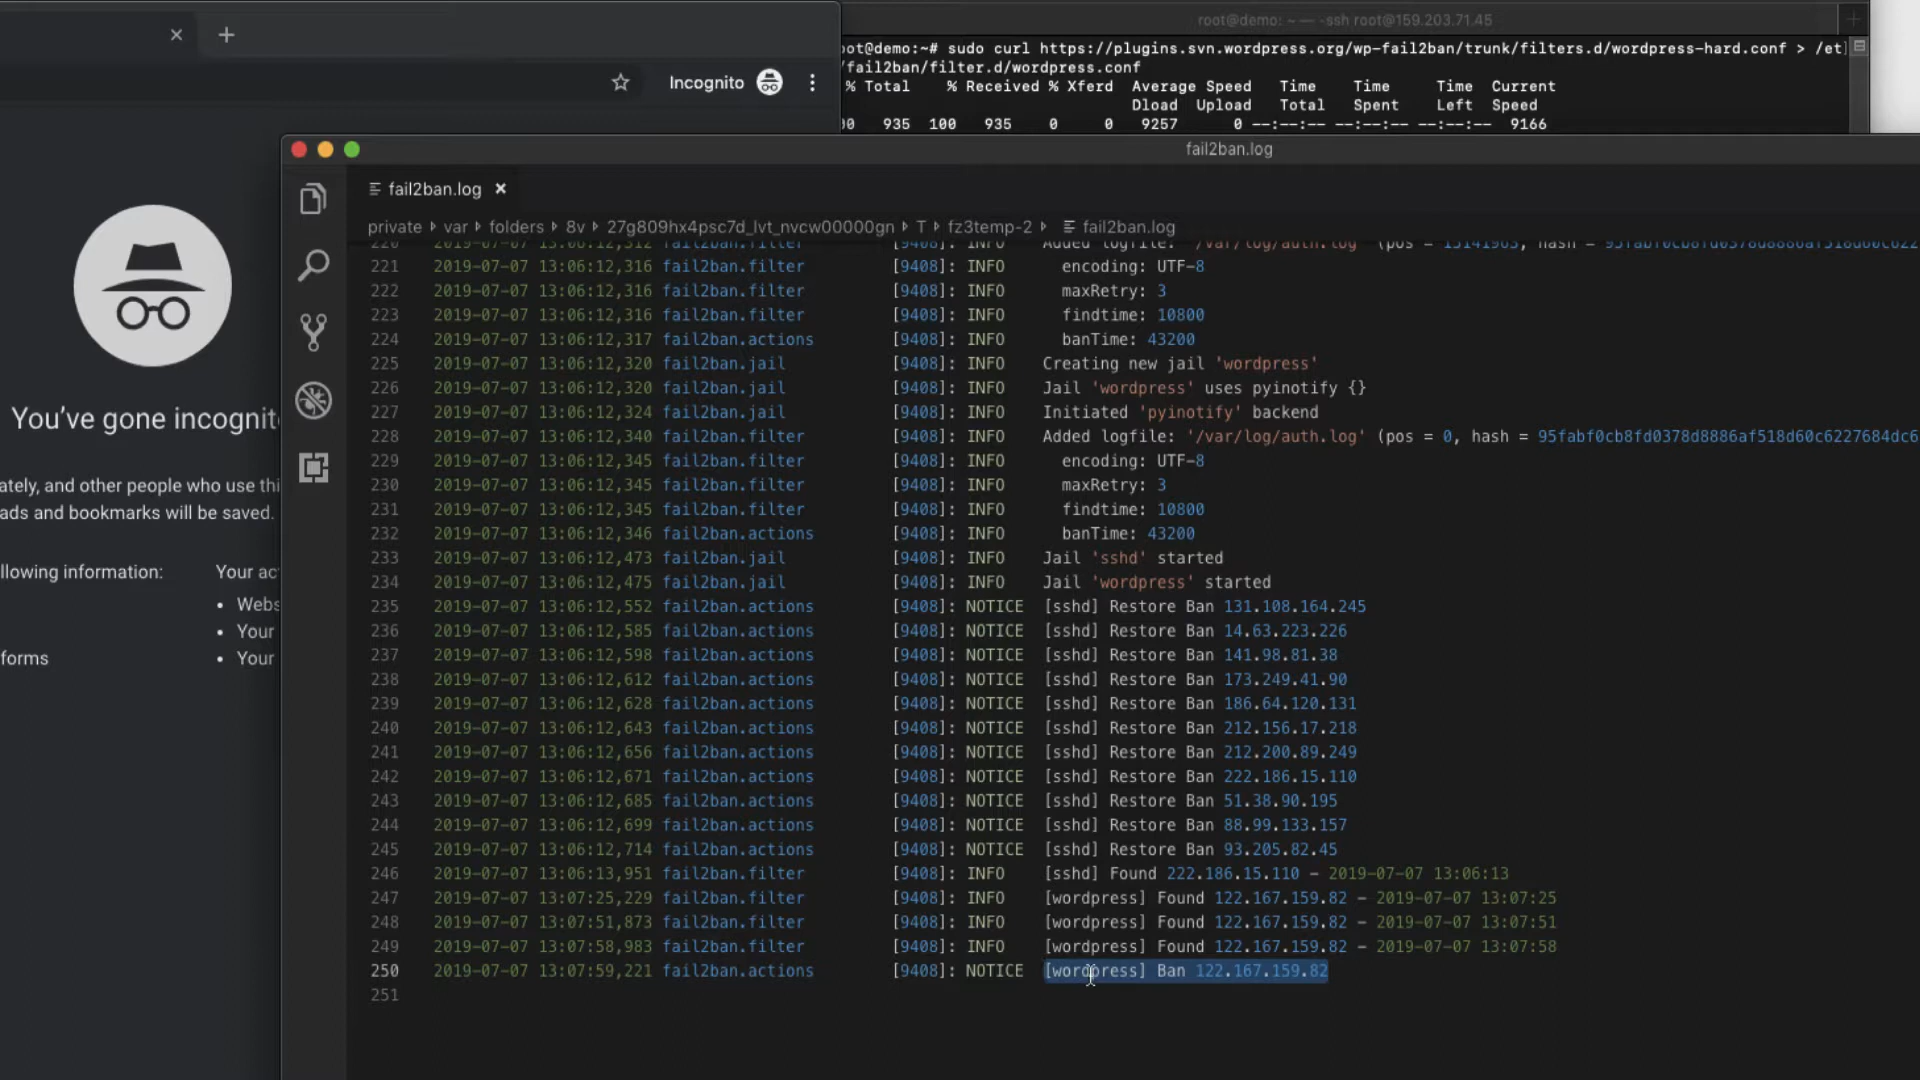 root@demo: ~ — -ssh root@159.203.71.45
ot@demo:~# sudo curl https://plugins.svn.wordpress.org/wp-fail2ban/trunk/filters.d/wordpress-hard.conf > /et
/fail2ban/filter.d/wordpress.conf
% Total % Received % Xferd Average Speed Time Time Time Current
Dload Upload Total Spent Left Speed
00 935 100 935 0 0 9257 0 --:--:-- --:--:-- --:--:-- 9166
Incognito
You’ve gone incognit
ately, and other people who use thi
ads and bookmarks will be saved.
llowing information:
Your ac
• Webs
• Your
forms
• Your
fail2ban.log
fail2ban.log
private var folders 8v 27g809hx4psc7d_lvt_nvcw00000gn T fz3temp-2 fail2ban.log
220 2019-07-07 13:06:12,312 fail2ban.filter [9408]: INFO Added logfile: '/var/log/auth.log' (pos = 15141963, hash = 95fabf0cb8fd0378d8886af518d60c622
221 2019-07-07 13:06:12,316 fail2ban.filter [9408]: INFO encoding: UTF-8
222 2019-07-07 13:06:12,316 fail2ban.filter [9408]: INFO maxRetry: 3
223 2019-07-07 13:06:12,316 fail2ban.filter [9408]: INFO findtime: 10800
224 2019-07-07 13:06:12,317 fail2ban.actions [9408]: INFO banTime: 43200
225 2019-07-07 13:06:12,320 fail2ban.jail [9408]: INFO Creating new jail 'wordpress'
226 2019-07-07 13:06:12,320 fail2ban.jail [9408]: INFO Jail 'wordpress' uses pyinotify {}
227 2019-07-07 13:06:12,324 fail2ban.jail [9408]: INFO Initiated 'pyinotify' backend
228 2019-07-07 13:06:12,340 fail2ban.filter [9408]: INFO Added logfile: '/var/log/auth.log' (pos = 0, hash = 95fabf0cb8fd0378d8886af518d60c6227684dc6
229 2019-07-07 13:06:12,345 fail2ban.filter [9408]: INFO encoding: UTF-8
230 2019-07-07 13:06:12,345 fail2ban.filter [9408]: INFO maxRetry: 3
231 2019-07-07 13:06:12,345 fail2ban.filter [9408]: INFO findtime: 10800
232 2019-07-07 13:06:12,346 fail2ban.actions [9408]: INFO banTime: 43200
233 2019-07-07 13:06:12,473 fail2ban.jail [9408]: INFO Jail 'sshd' started
234 2019-07-07 13:06:12,475 fail2ban.jail [9408]: INFO Jail 'wordpress' started
235 2019-07-07 13:06:12,552 fail2ban.actions [9408]: NOTICE [sshd] Restore Ban 131.108.164.245
236 2019-07-07 13:06:12,585 fail2ban.actions [9408]: NOTICE [sshd] Restore Ban 14.63.223.226
237 2019-07-07 13:06:12,598 fail2ban.actions [9408]: NOTICE [sshd] Restore Ban 141.98.81.38
238 2019-07-07 13:06:12,612 fail2ban.actions [9408]: NOTICE [sshd] Restore Ban 173.249.41.90
239 2019-07-07 13:06:12,628 fail2ban.actions [9408]: NOTICE [sshd] Restore Ban 186.64.120.131
240 2019-07-07 13:06:12,643 fail2ban.actions [9408]: NOTICE [sshd] Restore Ban 212.156.17.218
241 2019-07-07 13:06:12,656 fail2ban.actions [9408]: NOTICE [sshd] Restore Ban 212.200.89.249
242 2019-07-07 13:06:12,671 fail2ban.actions [9408]: NOTICE [sshd] Restore Ban 222.186.15.110
243 2019-07-07 13:06:12,685 fail2ban.actions [9408]: NOTICE [sshd] Restore Ban 51.38.90.195
244 2019-07-07 13:06:12,699 fail2ban.actions [9408]: NOTICE [sshd] Restore Ban 88.99.133.157
245 2019-07-07 13:06:12,714 fail2ban.actions [9408]: NOTICE [sshd] Restore Ban 93.205.82.45
246 2019-07-07 13:06:13,951 fail2ban.filter [9408]: INFO [sshd] Found 222.186.15.110 - 2019-07-07 13:06:13
247 2019-07-07 13:07:25,229 fail2ban.filter [9408]: INFO [wordpress] Found 122.167.159.82 - 2019-07-07 13:07:25
248 2019-07-07 13:07:51,873 fail2ban.filter [9408]: INFO [wordpress] Found 122.167.159.82 - 2019-07-07 13:07:51
249 2019-07-07 13:07:58,983 fail2ban.filter [9408]: INFO [wordpress] Found 122.167.159.82 - 2019-07-07 13:07:58
250 2019-07-07 13:07:59,221 fail2ban.actions [9408]: NOTICE [wordpress] Ban 122.167.159.82
251